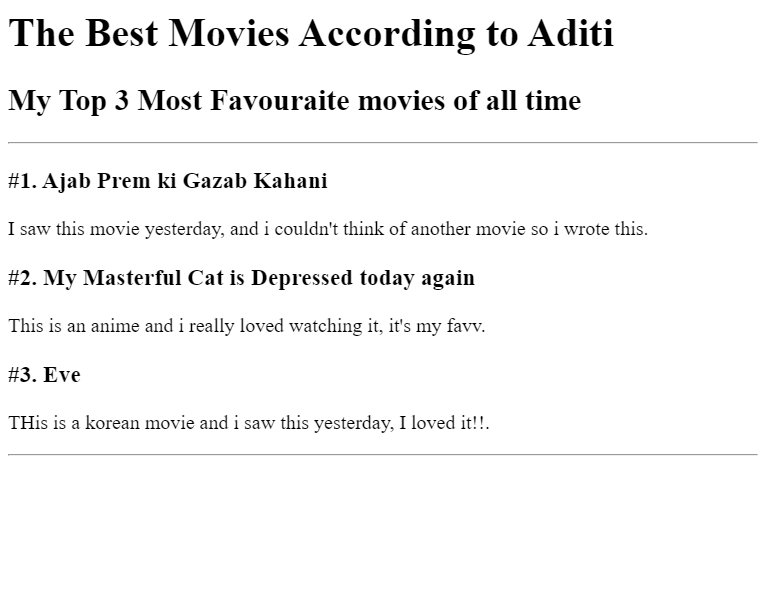 The Best Movies According to Aditi
My Top 3 Most Favouraite movies of all time
#1. Ajab Prem ki Gazab Kahani
I saw this movie yesterday, and i couldn't think of another movie so i wrote this.
#2. My Masterful Cat is Depressed today again
This is an anime and i really loved watching it, it's my favv.
#3. Eve
THis is a korean movie and i saw this yesterday, I loved it!!.